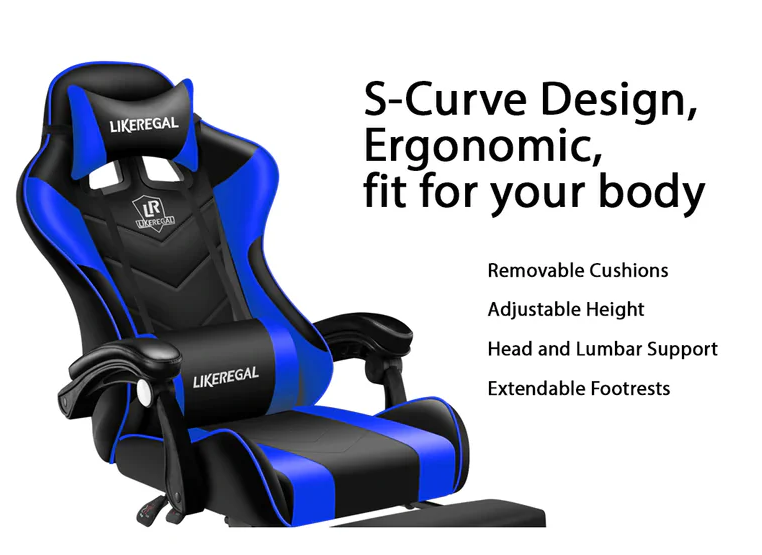 LIKEREGAL
LR
LIKEREGAL
LIKEREGAL
S-Curve Design,
Ergonomic,
fit for your body
Removable Cushions
Adjustable Height
Head and Lumbar Support
Extendable Footrests